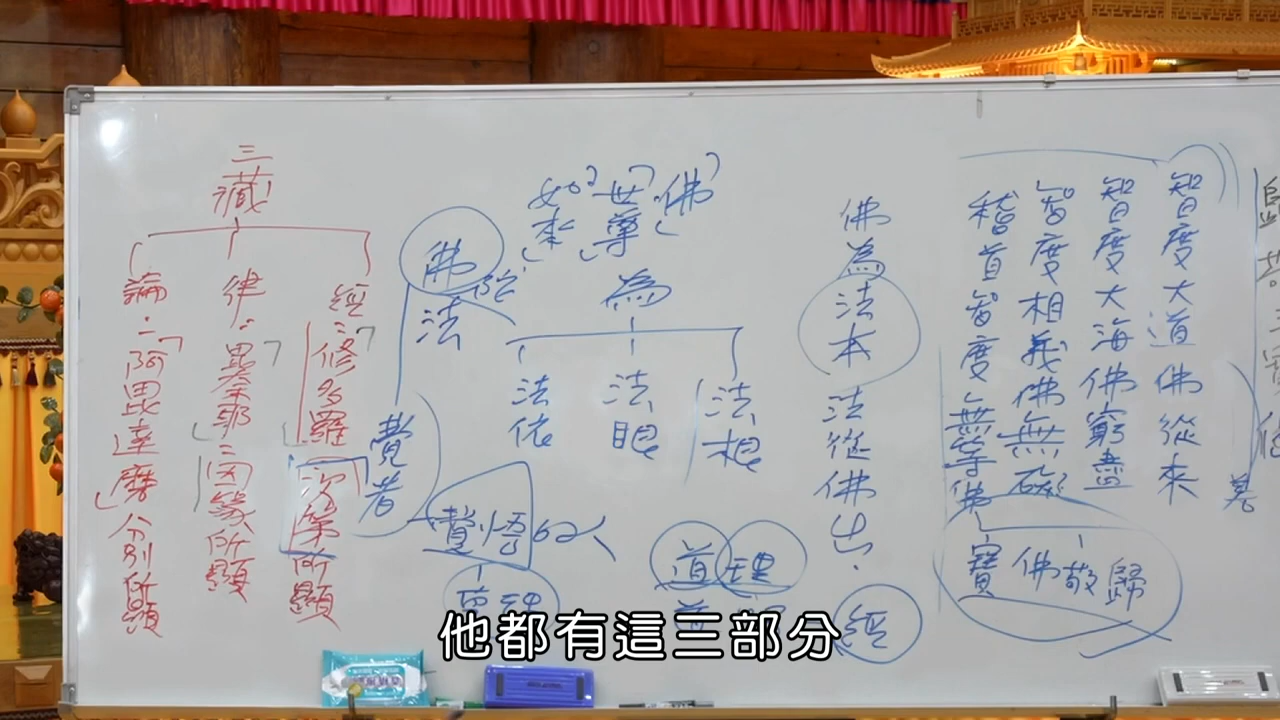 智度大道佛從來
智度大海佛窮盡
智度相義佛無礙
稽首智度無等佛
歸敬佛寶
佛為法本法從佛出
經
佛
世尊
如來
為
法根
法眼
法依
道理
佛陀
法
覺者
覺悟的人
真理
三藏
經：修多羅次第所顯
律：毘奈耶因緣所顯
論：阿毘達磨分別所顯
他都有這三部分